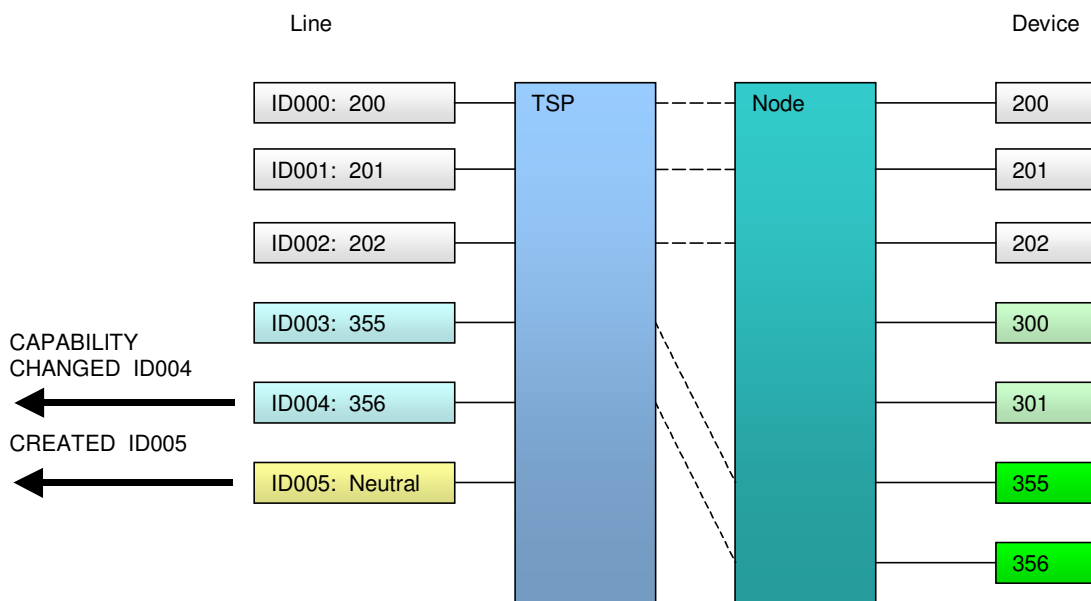 Line
Device
ID000: 200
TSP
Node
200
ID001: 201
201
ID002: 202
202
ID003: 355
300
CAPABILITY
CHANGED ID004
ID004: 356
301
CREATED ID005
ID005: Neutral
355
356